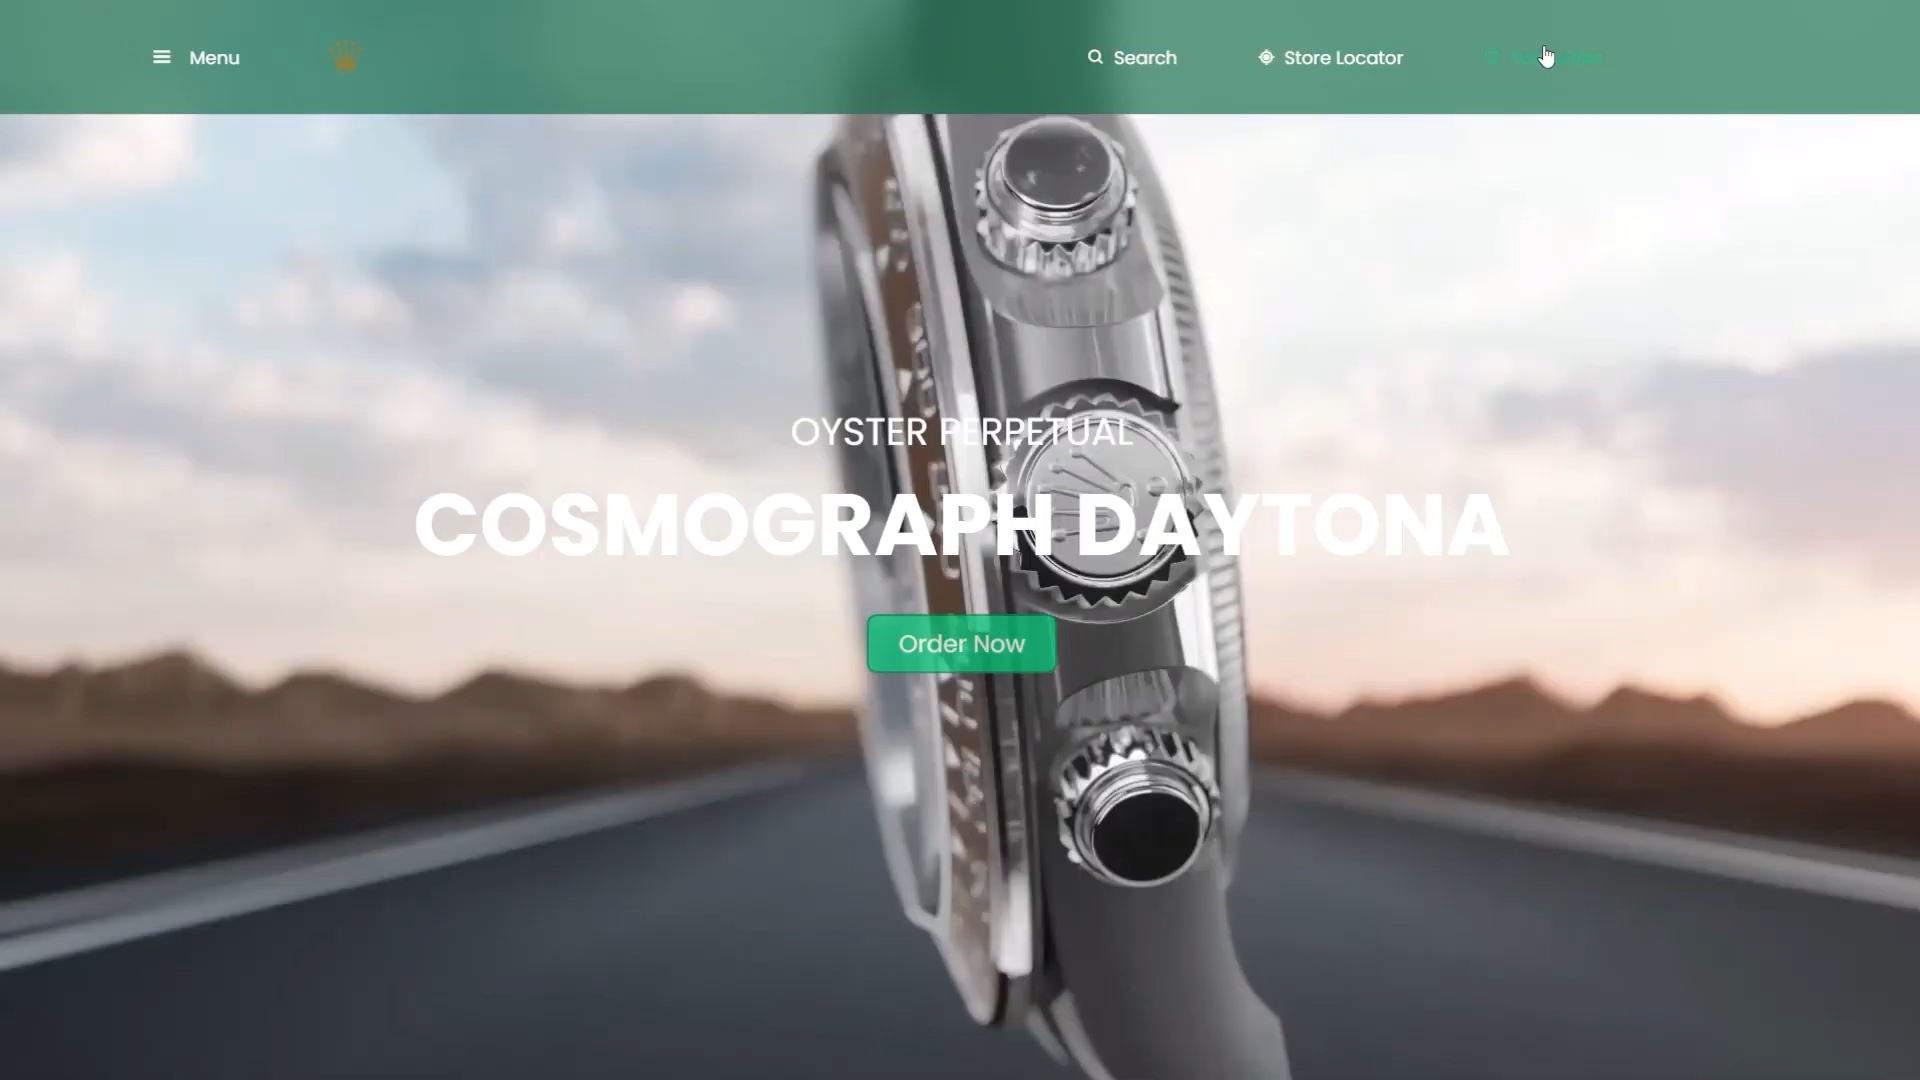 Menu
Search
Store Locator
OYSTER PERPETUAL
COSMOGRAPH DAYTONA
Order Now